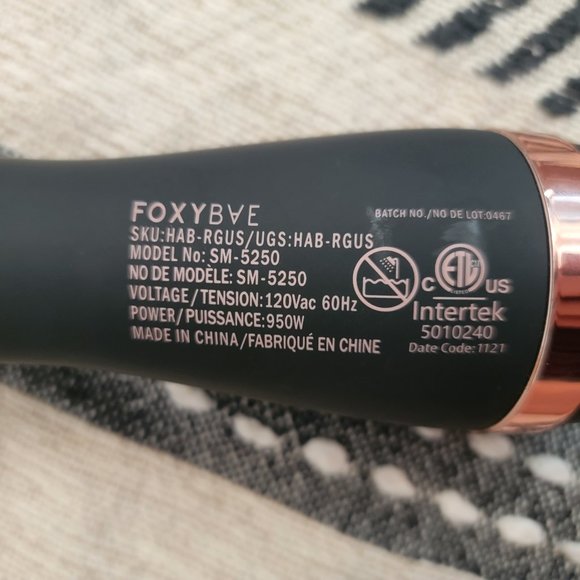 FOXYBAE
SKU:HAB-RGUS/UGS:HAB-RGUS
MODEL No: SM-5250
NO DE MODÈLE: SM-5250
VOLTAGE/TENSION:120Vac 60Hz
POWER/PUISSANCE:950W
MADE IN CHINA/FABRIQUÉ EN CHINE
BATCH NO./NO DE LOT:0467
C ETL US
LISTED
Intertek
5010240
Date Code: 1121